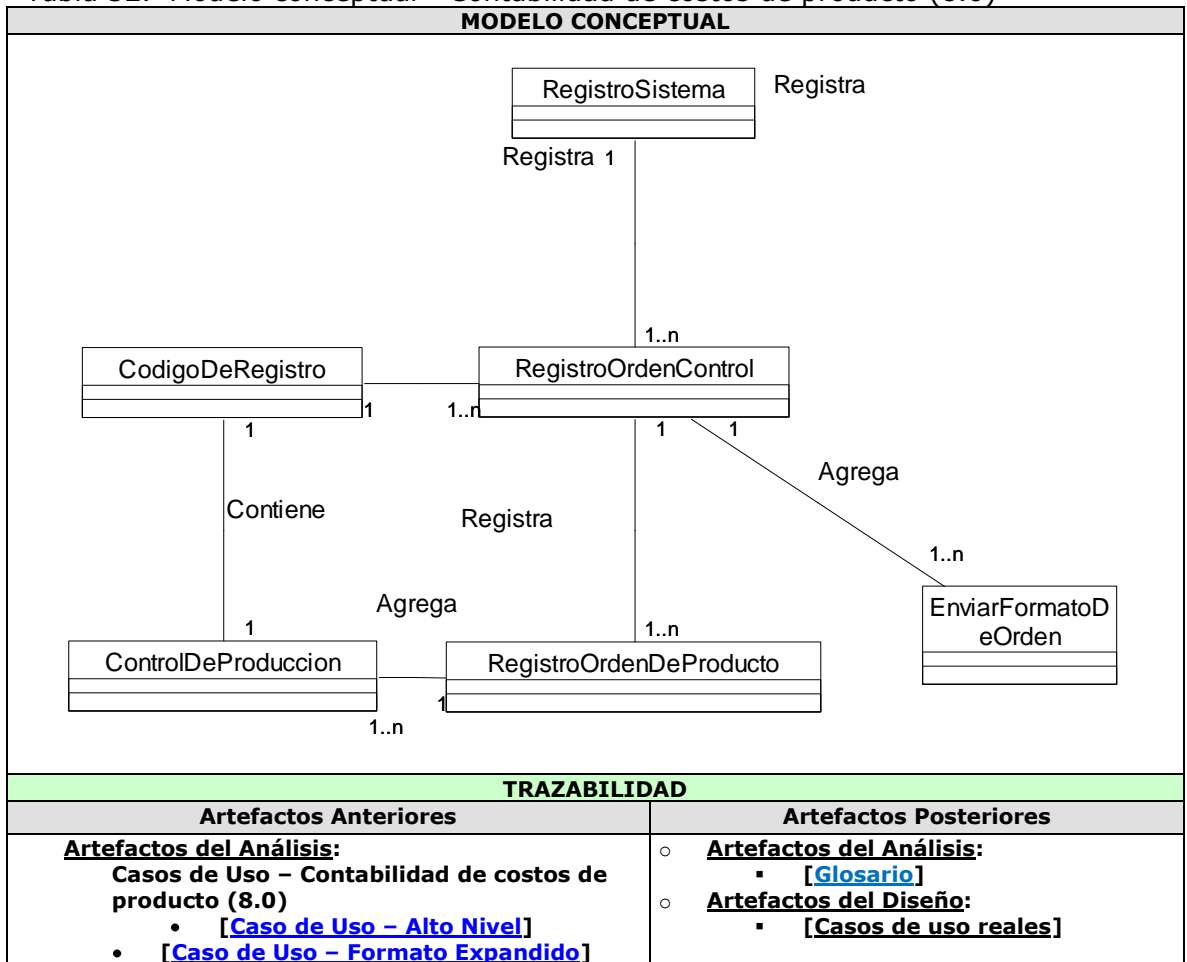 MODELO CONCEPTUAL
RegistroSistema
Registra
Registra 1
1..n
CodigoDeRegistro
RegistroOrdenControl
1
1..n
1
1
1
Agrega
Contiene
Registra
1..n
Agrega
EnviarFormatoD
eOrden
1
1..n
ControlDeProduccion
RegistroOrdenDeProducto
1
1..n
TRAZABILIDAD
Artefactos Anteriores
Artefactos Posteriores
Artefactos del Análisis:
Casos de Uso – Contabilidad de costos de
producto (8.0)
• [Caso de Uso – Alto Nivel]
• [Caso de Uso – Formato Expandido]
o Artefactos del Análisis:
▪ [Glosario]
o Artefactos del Diseño:
▪ [Casos de uso reales]